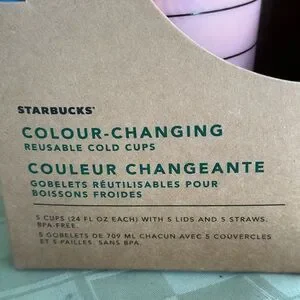 STARBUCKS
COLOUR-CHANGING
REUSABLE COLD CUPS
COULEUR CHANGEANTE
GOBELETS RÉUTILISABLES POUR
BOISSONS FROIDES
5 CUPS (24 FL OZ EACH) WITH 5 LIDS AND 5 STRAWS.
BPA-FREE.
5 GOBELETS DE 709 ML CHACUN AVEC 5 COUVERCLES
ET 5 PAILLES. SANS BPA.